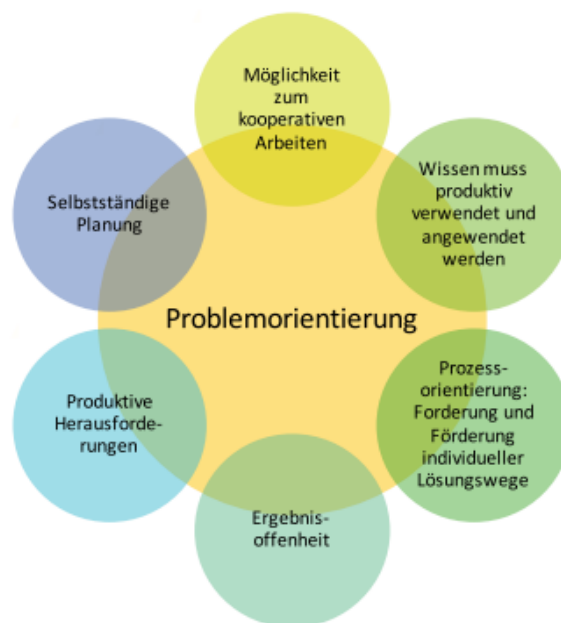 Möglichkeit
zum
kooperativen
Arbeiten
Wissen muss
produktiv
verwendet und
angewendet
werden
Prozess-
orientierung:
Forderung und
Förderung
individueller
Lösungswege
Ergebnis-
offenheit
Produktive
Herausforde-
rungen
Selbstständige
Planung
Problemorientierung